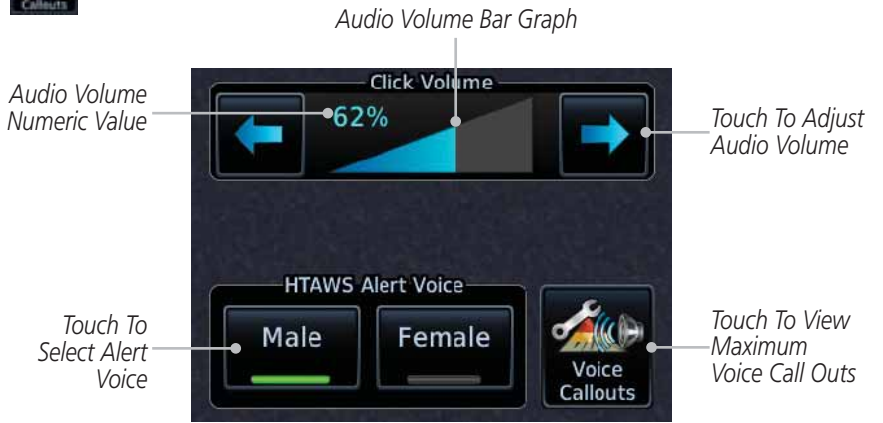 Callouts
Audio Volume Bar Graph
Audio Volume
Numeric Value
Click Volume
62%
Touch To Adjust
Audio Volume
HTAWS Alert Voice
Male
Female
Voice
Callouts
Touch To
Select Alert
Voice
Touch To View
Maximum
Voice Call Outs